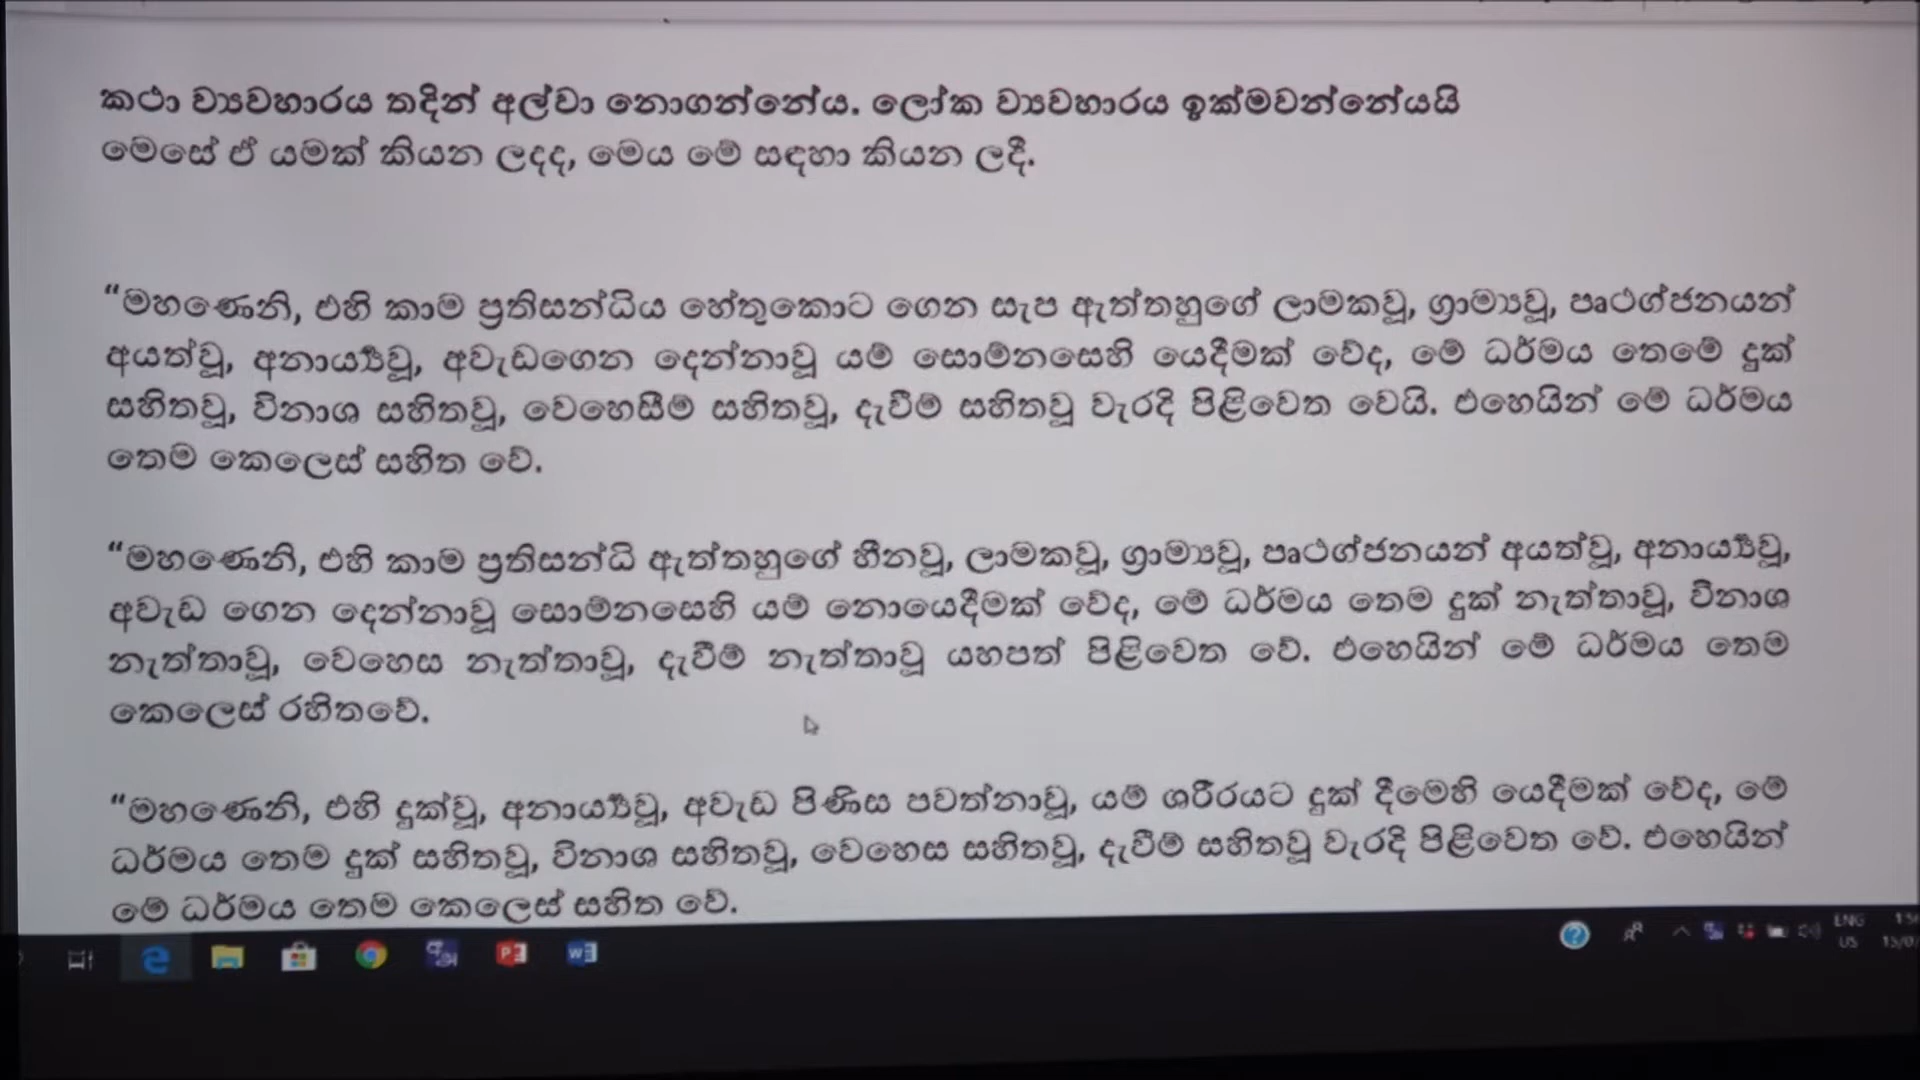 කථා ව්‍යවහාරය තදින් අල්වා නොගන්නේය. ලෝක ව්‍යවහාරය ඉක්මවන්නේයයි
මෙසේ ඒ යමක් කියන ලදද, මෙය මේ සඳහා කියන ලදී.
“මහණෙනි, එහි කාම ප්‍රතිසන්ධිය හේතුකොට ගෙන සැප ඇත්තහුගේ ලාමකවූ, ග්‍රාම්‍යවූ, පෘථග්ජනයන්
අයත්වූ, අනාර්‍ය්‍යවූ, අවැඩගෙන දෙන්නාවූ යම් සොම්නසෙහි යෙදීමක් වේද, මේ ධර්මය තෙමේ දුක්
සහිතවූ, විනාශ සහිතවූ, වෙහෙසීම් සහිතවූ, දැවීම් සහිතවූ වැරදි පිළිවෙත වෙයි. එහෙයින් මේ ධර්මය
තෙම කෙලෙස් සහිත වේ.
“මහණෙනි, එහි කාම ප්‍රතිසන්ධි ඇත්තහුගේ හීනවූ, ලාමකවූ, ග්‍රාම්‍යවූ, පෘථග්ජනයන් අයත්වූ, අනාර්‍ය්‍යවූ,
අවැඩ ගෙන දෙන්නාවූ සොම්නසෙහි යම් නොයෙදීමක් වේද, මේ ධර්මය තෙම දුක් නැත්තාවූ, විනාශ
නැත්තාවූ, වෙහෙස නැත්තාවූ, දැවීම් නැත්තාවූ යහපත් පිළිවෙත වේ. එහෙයින් මේ ධර්මය තෙම
කෙලෙස් රහිතවේ.
“මහණෙනි, එහි දුක්වූ, අනාර්‍ය්‍යවූ, අවැඩ පිණිස පවත්නාවූ, යම් ශරීරයට දුක් දීමෙහි යෙදීමක් වේද, මේ
ධර්මය තෙම දුක් සහිතවූ, විනාශ සහිතවූ, වෙහෙස සහිතවූ, දැවීම් සහිතවූ වැරදි පිළිවෙත වේ. එහෙයින්
මේ ධර්මය තෙම කෙලෙස් සහිත වේ.
ENG
US